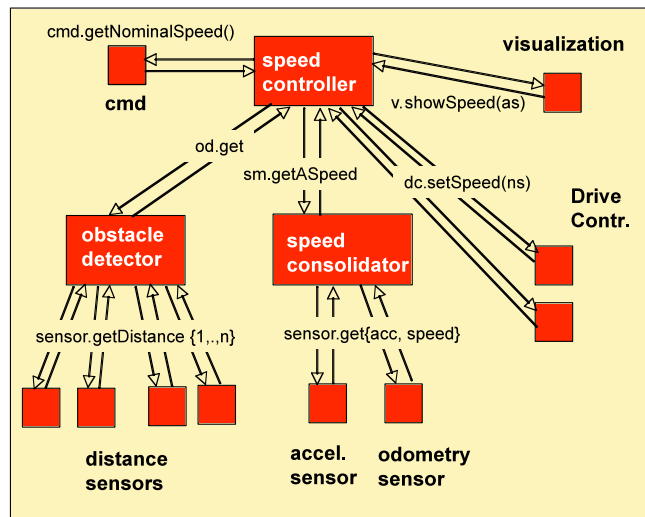 cmd.getNominalSpeed()
speed
controller
visualization
cmd
v.showSpeed(as)
od.get
sm.getASpeed
dc.setSpeed(ns)
Drive
Contr.
obstacle
detector
speed
consolidator
sensor.getDistance {1,.,n}
sensor.get{acc, speed}
distance
sensors
accel.
sensor
odometry
sensor